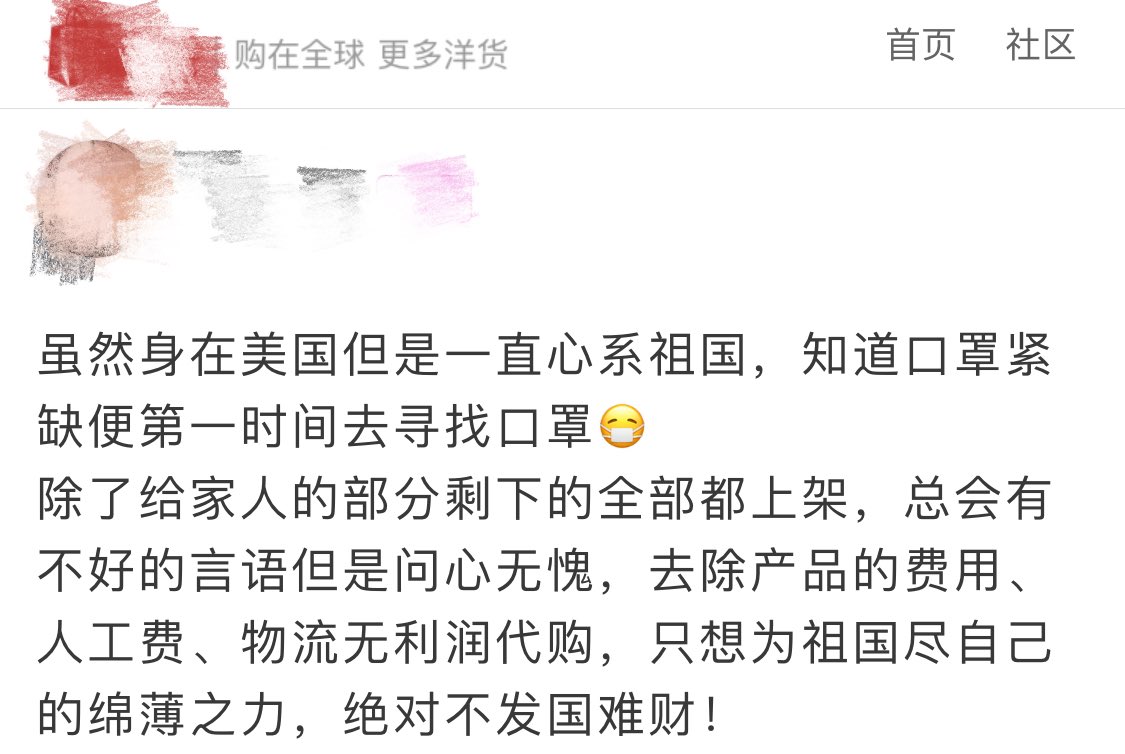 购在全球 更多洋货
首页 社区
虽然身在美国但是一直心系祖国，知道口罩紧
缺便第一时间去寻找口罩😷
除了给家人的部分剩下的全部都上架，总会有
不好的言语但是问心无愧，去除产品的费用、
人工费、物流无利润代购，只想为祖国尽自己
的绵薄之力，绝对不发国难财！